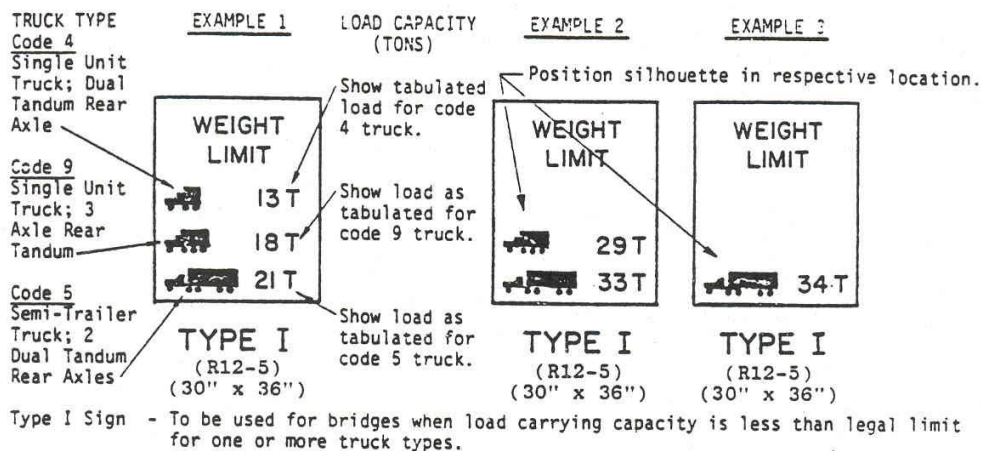 TRUCK TYPE
Code 4
Single Unit
Truck; Dual
Tandum Rear
Axle
Code 9
Single Unit
Truck; 3
Axle Rear
Tandum
Code 5
Semi-Trailer
Truck; 2
Dual Tandum
Rear Axles
EXAMPLE 1
WEIGHT
LIMIT
13 T
18 T
21 T
TYPE I
(R12-5)
(30" x 36")
LOAD CAPACITY
(TONS)
Show tabulated
load for code
4 truck.
Show load as
tabulated for
code 9 truck.
Show load as
tabulated for
code 5 truck.
EXAMPLE 2
EXAMPLE 3
Position silhouette in respective location.
WEIGHT
LIMIT
29 T
33 T
TYPE I
(R12-5)
(30" x 36")
WEIGHT
LIMIT
34 T
TYPE I
(R12-5)
(30" x 36")
Type I Sign - To be used for bridges when load carrying capacity is less than legal limit
for one or more truck types.